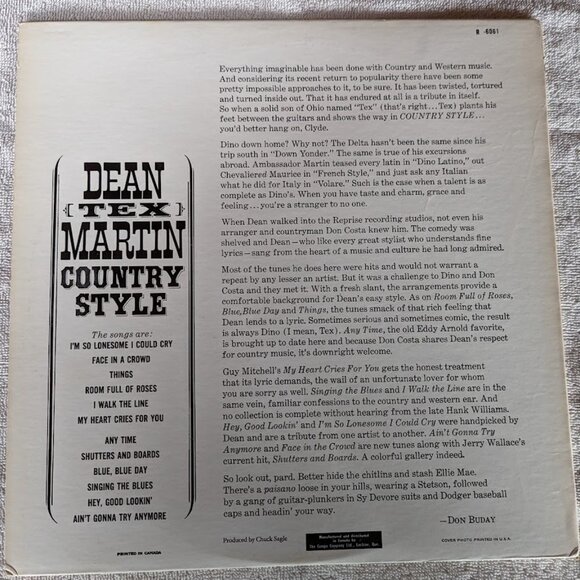 R -6061
Everything imaginable has been done with Country and Western music.
And considering its recent return to popularity there have been some
pretty impossible approaches to it, to be sure. It has been twisted, tortured
and turned inside out. That it has endured at all is a tribute in itself.
So when a solid son of Ohio named "Tex" (that's right...Tex) plants his
feet between the guitars and shows the way in COUNTRY STYLE...
you'd better hang on, Clyde.
Dino down home? Why not? The Delta hasn't been the same since his
trip south in "Down Yonder." The same is true of his excursions
abroad. Ambassador Martin teased every latin in "Dino Latino," out
Chevaliered Maurice in "French Style," and just ask any Italian
what he did for Italy in "Volare." Such is the case when a talent is as
complete as Dino's. When you have taste and charm, grace and
feeling...you're a stranger to no one.
When Dean walked into the Reprise recording studios, not even his
arranger and countryman Don Costa knew him. The comedy was
shelved and Dean—who like every great stylist who understands fine
lyrics—sang from the heart of a music and culture he had long admired.
Most of the tunes he does here were hits and would not warrant a
repeat by any lesser an artist. But it was a challenge to Dino and Don
Costa and they met it. With a fresh slant, the arrangements provide a
comfortable background for Dean's easy style. As on Room Full of Roses,
Blue, Blue Day and Things, the tunes smack of that rich feeling that
Dean lends to a lyric. Sometimes serious and sometimes comic, the result
is always Dino (I mean, Tex). Any Time, the old Eddy Arnold favorite,
is brought up to date here and because Don Costa shares Dean's respect for
country music, it's downright welcome.
Guy Mitchell's My Heart Cries For You gets the honest treatment
that its lyric demands, the wail of an unfortunate lover for whom
you are sorry as well. Singing the Blues and I Walk the Line are in the
same vein, familiar confessions to the country and western ear. And
no collection is complete without hearing from the late Hank Williams.
Hey, Good Lookin' and I'm So Lonesome I Could Cry were handpicked by
Dean and are a tribute from one artist to another. Ain't Gonna Try
Anymore and Face in the Crowd are new tunes along with Jerry Wallace's
current hit, Shutters and Boards. A colorful gallery indeed.
So look out, pard. Better hide the chitlins and stash Ellie Mae.
There's a paisano loose in your hills, wearing a Stetson, followed
by a gang of guitar-plunkers in Sy Devore suits and Dodger baseball
caps and headin' your way.
—DON BUDAY
DEAN
[TEX]
MARTIN
COUNTRY
STYLE
The songs are:
I'M SO LONESOME I COULD CRY
FACE IN A CROWD
THINGS
ROOM FULL OF ROSES
I WALK THE LINE
MY HEART CRIES FOR YOU
ANY TIME
SHUTTERS AND BOARDS
BLUE, BLUE DAY
SINGING THE BLUES
HEY, GOOD LOOKIN'
AIN'T GONNA TRY ANYMORE
PRINTED IN CANADA
Produced by Chuck Sagle
Manufactured and distributed
in Canada by
The Compo Company Ltd., Lachine, Que.
COVER PHOTO PRINTED IN U.S.A.